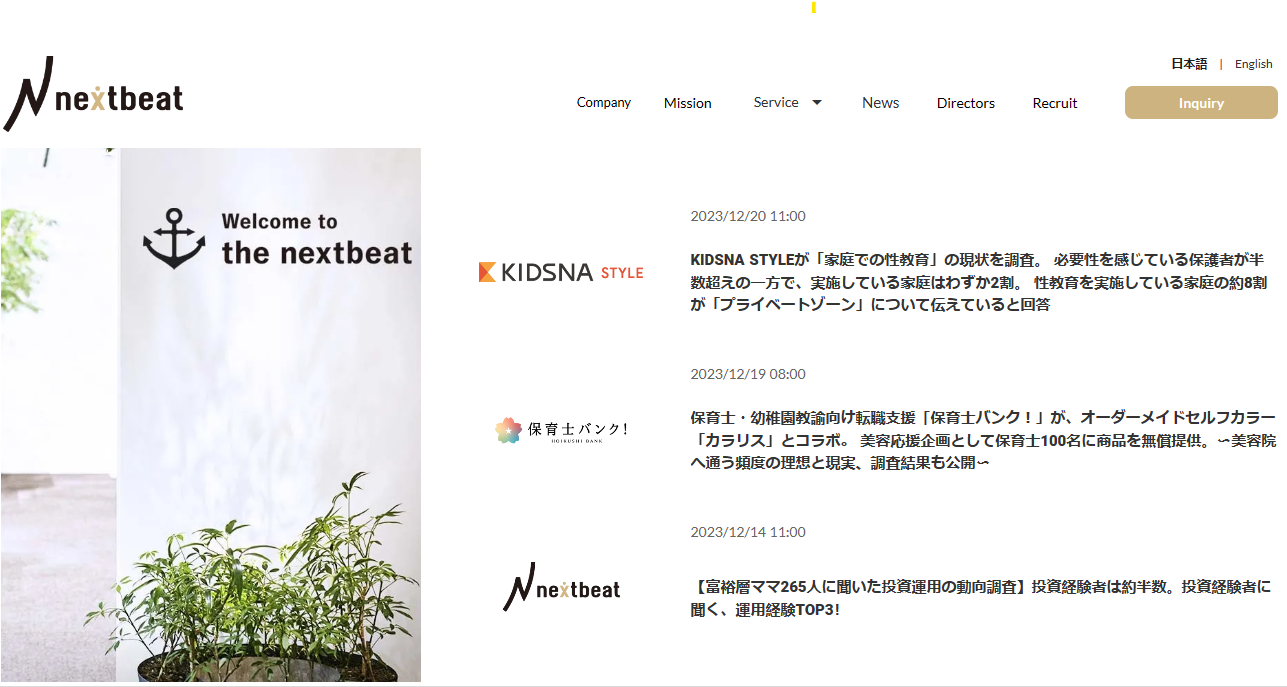 日本語 | English
nextbeat
Company Mission Service News Directors Recruit Inquiry
Welcome to
the nextbeat
2023/12/20 11:00
KIDSNA STYLE
KIDSNA STYLEが「家庭での性教育」の現状を調査。 必要性を感じている保護者が半
数超えの一方で、実施している家庭はわずか2割。 性教育を実施している家庭の約8割
が「プライベートゾーン」について伝えていると回答
2023/12/19 08:00
保育士バンク!
HOIKUSHI BANK
保育士・幼稚園教諭向け転職支援「保育士バンク！」が、オーダーメイドセルフカラー
「カラリス」とコラボ。 美容応援企画として保育士100名に商品を無償提供。〜美容院
へ通う頻度の理想と現実、調査結果も公開〜
2023/12/14 11:00
nextbeat
【富裕層ママ265人に聞いた投資運用の動向調査】投資経験者は約半数。投資経験者に
聞く、運用経験TOP3!